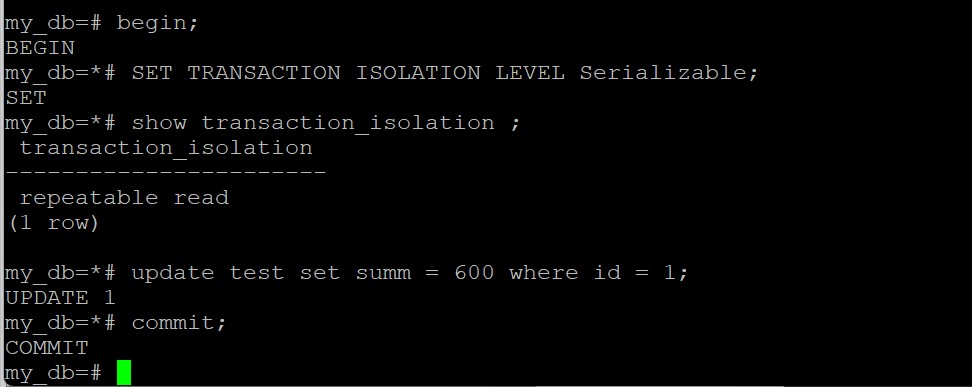 my_db=# begin;
BEGIN
my_db=*# SET TRANSACTION ISOLATION LEVEL Serializable;
SET
my_db=*# show transaction_isolation ;
 transaction_isolation
-----------------------
 repeatable read
(1 row)

my_db=*# update test set summ = 600 where id = 1;
UPDATE 1
my_db=*# commit;
COMMIT
my_db=#